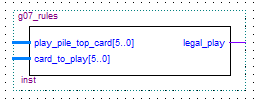 g07_rules
play_pile_top_card[5..0] legal_play
card_to_play[5..0]
inst